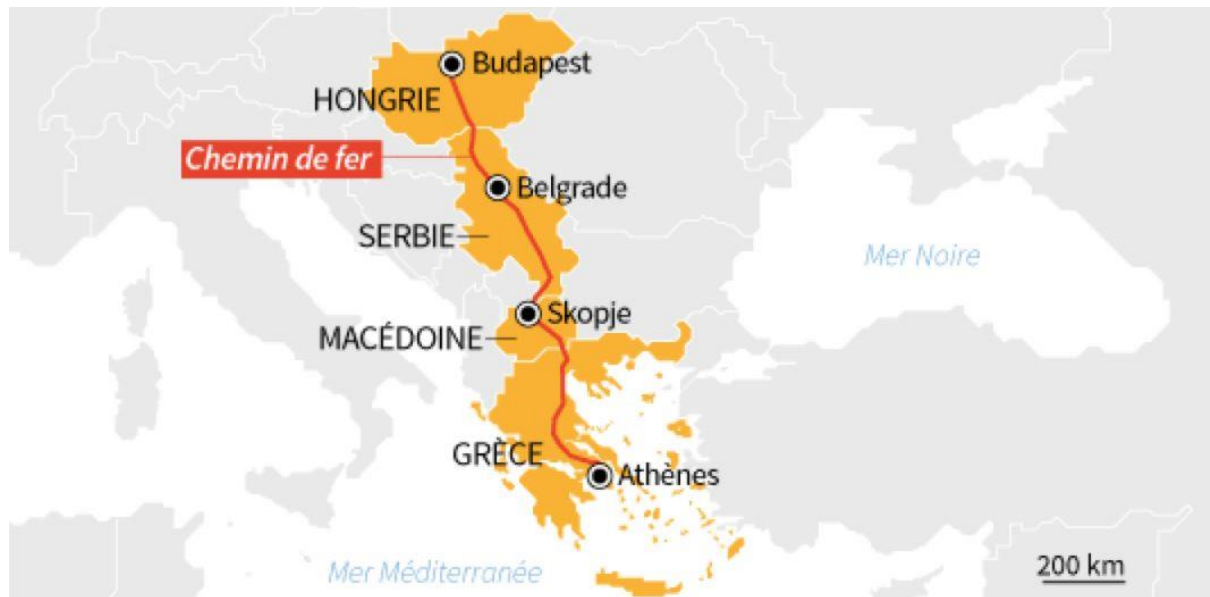 Budapest
HONGRIE
Chemin de fer
Belgrade
SERBIE
Mer Noire
Skopje
MACÉDOINE
GRÈCE
Athènes
200 km
Mer Méditerranée